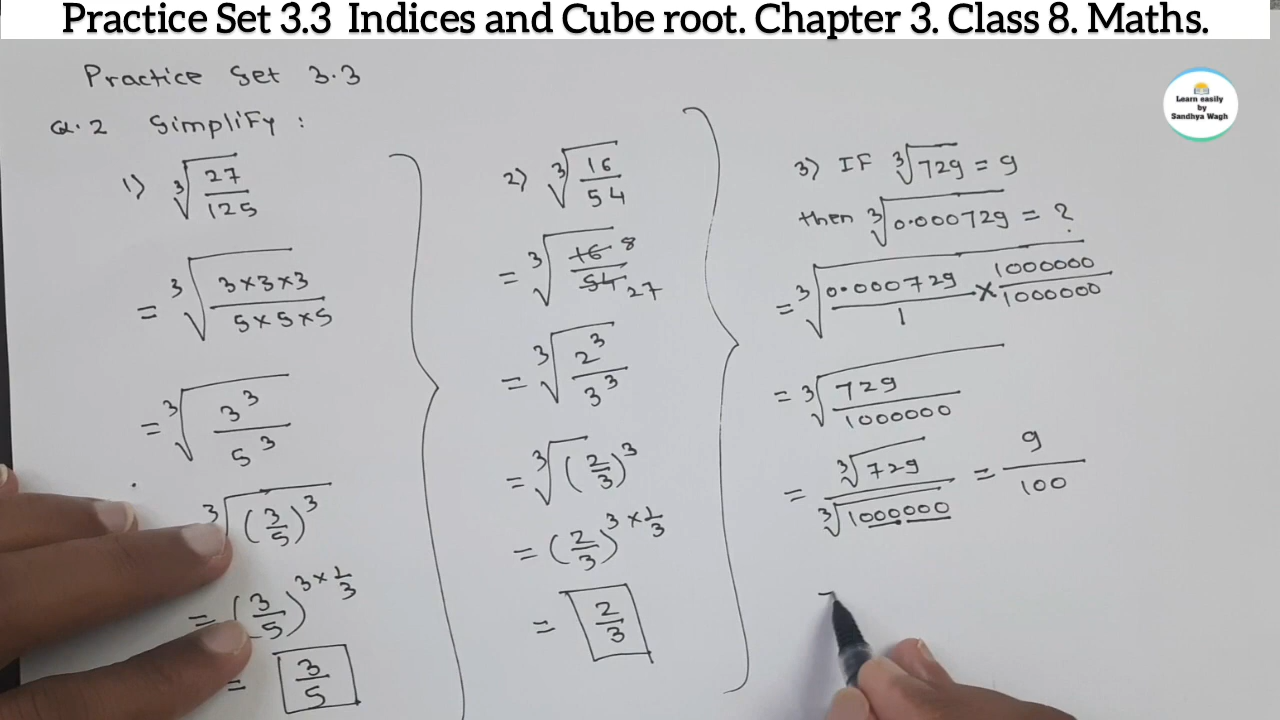 Practice Set 3.3 Indices and Cube root. Chapter 3. Class 8. Maths.
Learn easily
by
Sandhya Wagh
Practice Set 3.3
Q.2 Simplify :
1) ∛(27/125)
= ∛((3×3×3)/(5×5×5))
= ∛(3³/5³)
∛((3/5)³)
= (3/5)^(3×1/3)
= 3/5
2) ∛(16/54)
= ∛(16/54) 8 27
= ∛(2³/3³)
= ∛((2/3)³)
= (2/3)^(3×1/3)
= 2/3
3) IF ∛729 = 9
then ∛0.000729 = ?
= ∛(0.000729/1 × 1000000/1000000)
= ∛(729/1000000)
= ∛729/∛1000000 = 9/100